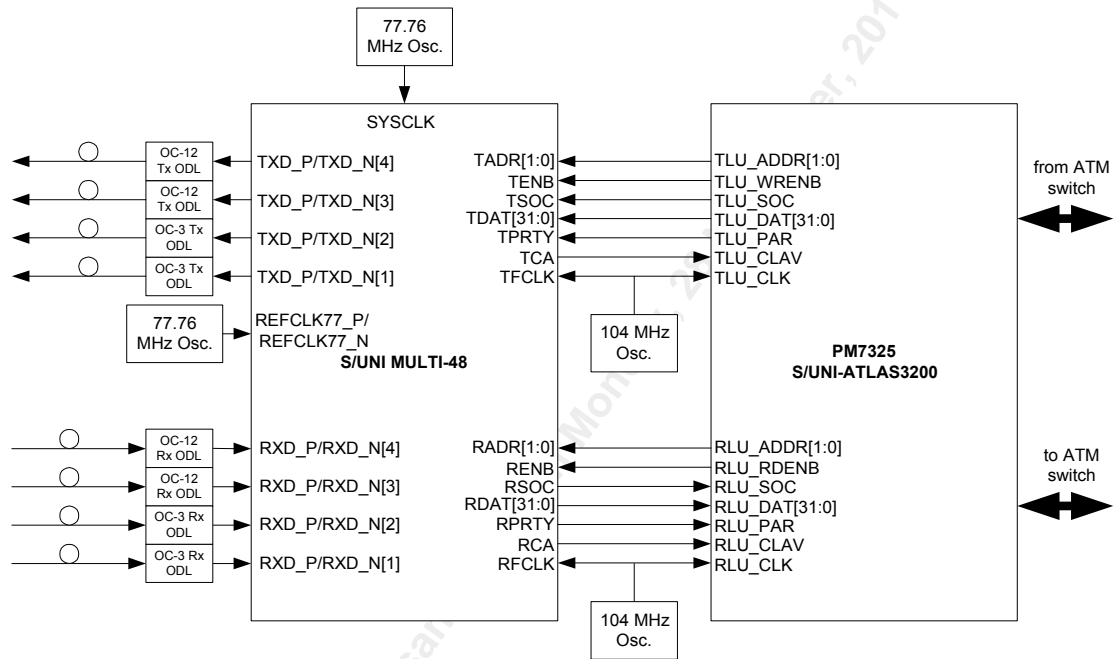 77.76
MHz Osc.
SYSCLK
OC-12
Tx ODL
TXD_P/TXD_N[4]
OC-12
Tx ODL
TXD_P/TXD_N[3]
OC-3 Tx
ODL
TXD_P/TXD_N[2]
OC-3 Tx
ODL
TXD_P/TXD_N[1]
77.76
MHz Osc.
REFCLK77_P/
REFCLK77_N
S/UNI MULTI-48
TADR[1:0]
TENB
TSOC
TDAT[31:0]
TPRTY
TCA
TFCLK
TLU_ADDR[1:0]
TLU_WRENB
TLU_SOC
TLU_DAT[31:0]
TLU_PAR
TLU_CLAV
TLU_CLK
from ATM
switch
104 MHz
Osc.
PM7325
S/UNI-ATLAS3200
OC-12
Rx ODL
RXD_P/RXD_N[4]
OC-12
Rx ODL
RXD_P/RXD_N[3]
OC-3 Rx
ODL
RXD_P/RXD_N[2]
OC-3 Rx
ODL
RXD_P/RXD_N[1]
RADR[1:0]
RENB
RSOC
RDAT[31:0]
RPRTY
RCA
RFCLK
RLU_ADDR[1:0]
RLU_RDENB
RLU_SOC
RLU_DAT[31:0]
RLU_PAR
RLU_CLAV
RLU_CLK
to ATM
switch
104 MHz
Osc.